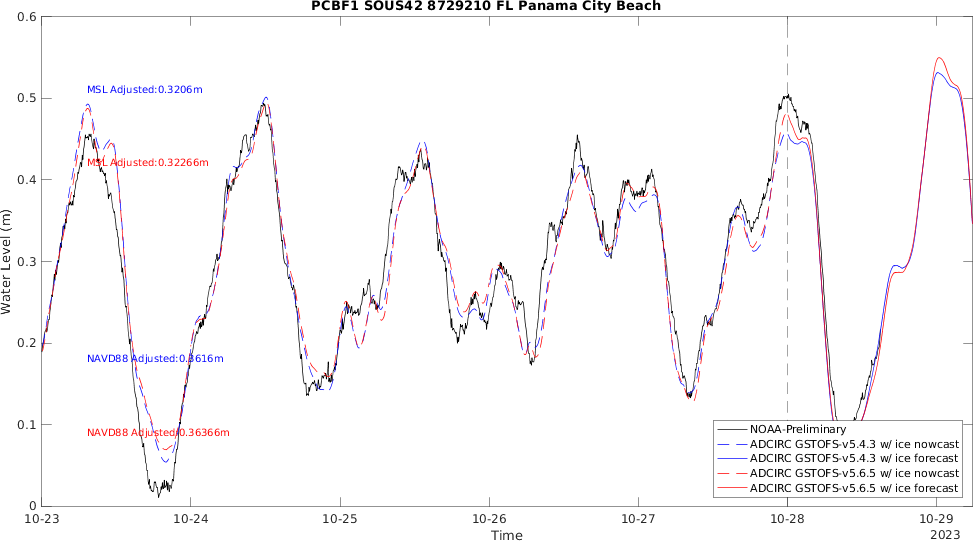 PCBF1 SOUS42 8729210 FL Panama City Beach
Water Level (m)
0.6
0.5
0.4
0.3
0.2
0.1
0
MSL Adjusted:0.3206m
MSL Adjusted:0.32266m
NAVD88 Adjusted:0.3616m
NAVD88 Adjusted:0.36366m
NOAA-Preliminary
ADCIRC GSTOFS-v5.4.3 w/ ice nowcast
ADCIRC GSTOFS-v5.4.3 w/ ice forecast
ADCIRC GSTOFS-v5.6.5 w/ ice nowcast
ADCIRC GSTOFS-v5.6.5 w/ ice forecast
10-23 10-24 10-25 10-26 10-27 10-28 10-29
Time 2023